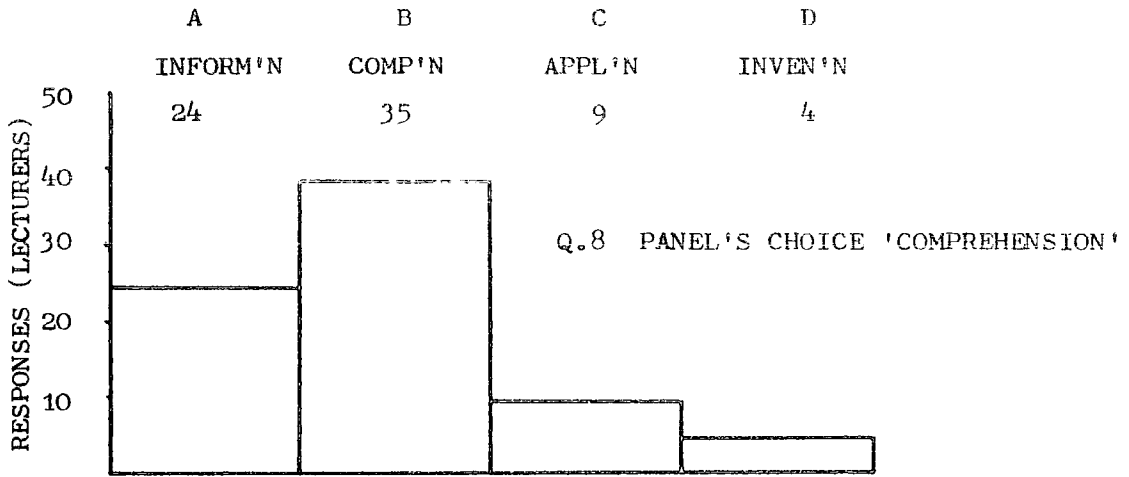 A B C D
INFORM'N COMP'N APPL'N INVEN'N
24 35 9 4
50
40
30
20
10
RESPONSES (LECTURERS)
Q.8 PANEL'S CHOICE 'COMPREHENSION'